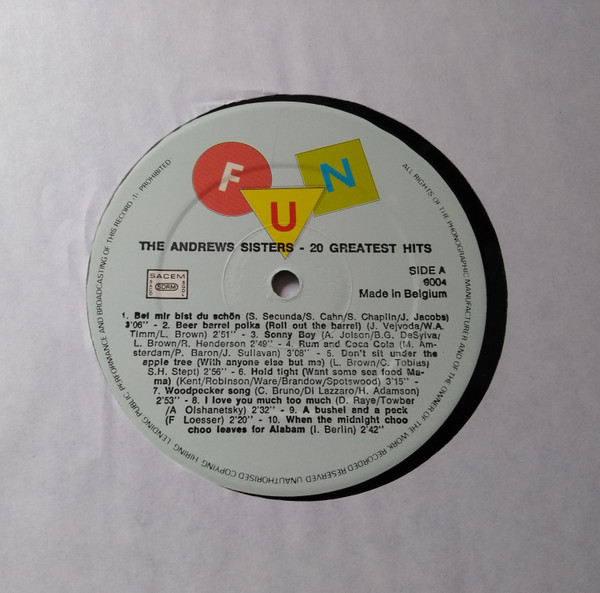 F U N
THE ANDREWS SISTERS - 20 GREATEST HITS
SIDE A
9004
Made in Belgium
SACEM
SDRM
1. Bei mir bist du schön (S. Secunda/S. Cahn/S. Chaplin/J. Jacobs)
3'06" - 2. Beer barrel polka (Roll out the barrel) (J. Vejvoda/W.A.
Timm/L. Brown) 2'51" - 3. Sonny Boy (A. Jolson/B.G. DeSylva/
L. Brown/R. Henderson 2'49" - 4. Rum and Coca Cola (M. Am-
sterdam/P. Baron/J. Sullavan) 3'08" - 5. Don't sit under the
apple tree (With anyone else but me) (L. Brown/C. Tobias/
S.H. Stept) 2'56" - 6. Hold tight (Want some sea food Ma-
ma) (Kent/Robinson/Ware/Brandow/Spotswood) 3'15" -
7. Woodpecker song (C. Bruno/Di Lazzaro/H. Adamson)
2'53" - 8. I love you much too much (D. Raye/Towber
/A Olshanetsky) 2'32" - 9. A bushel and a peck
(F Loesser) 2'20" - 10. When the midnight choo
choo leaves for Alabam (I. Berlin) 2'42"
ALL RIGHTS OF THE PHONOGRAPHIC MANUFACTURER AND OF THE OWNER OF THE WORK RECORDED RESERVED UNAUTHORISED COPYING HIRING LENDING PUBLIC PERFORMANCE AND BROADCASTING OF THIS RECORD -1- PROHIBITED